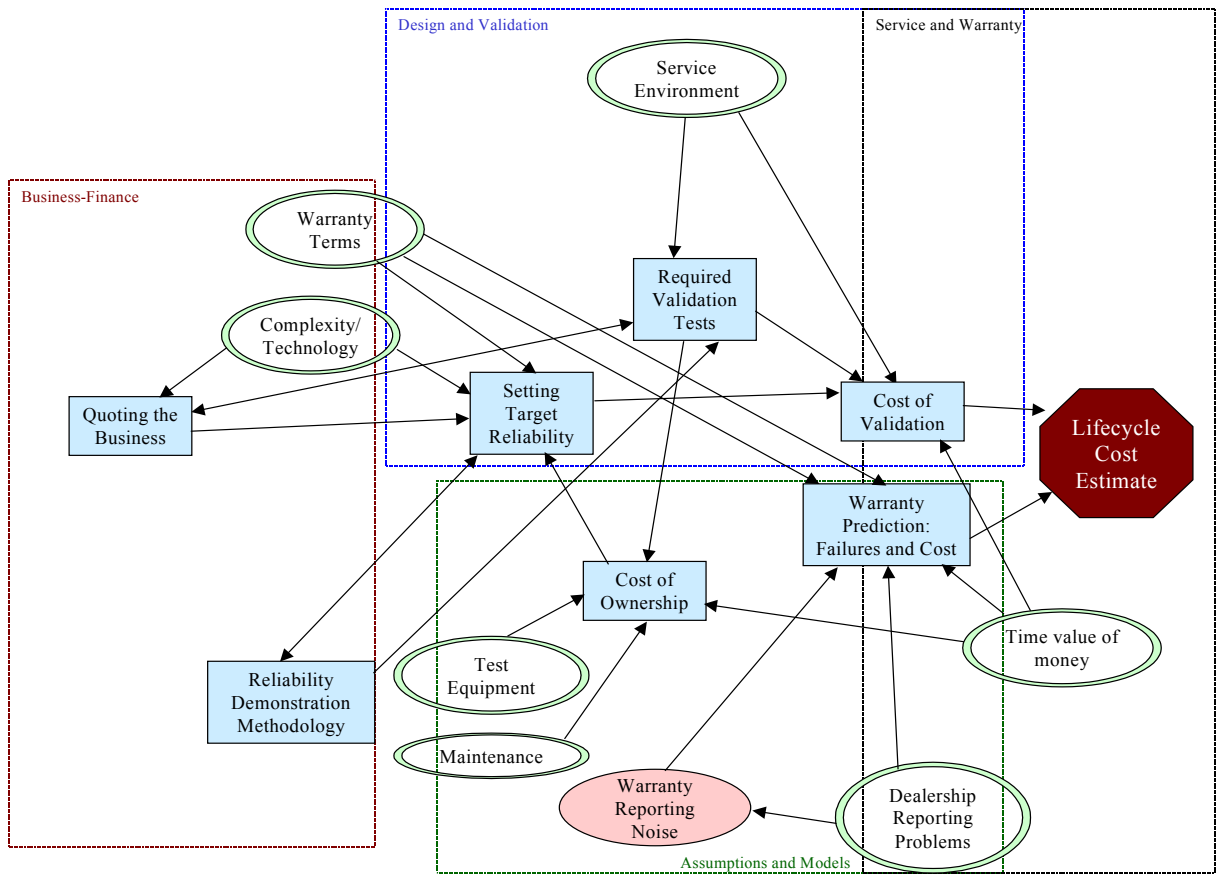 Design and Validation
Service and Warranty
Service
Environment
Business-Finance
Warranty
Terms
Required
Validation
Tests
Complexity/
Technology
Setting
Target
Reliability
Quoting the
Business
Cost of
Validation
Lifecycle
Cost
Estimate
Warranty
Prediction:
Failures and Cost
Cost of
Ownership
Time value of
money
Test
Equipment
Reliability
Demonstration
Methodology
Maintenance
Warranty
Reporting
Noise
Dealership
Reporting
Problems
Assumptions and Models